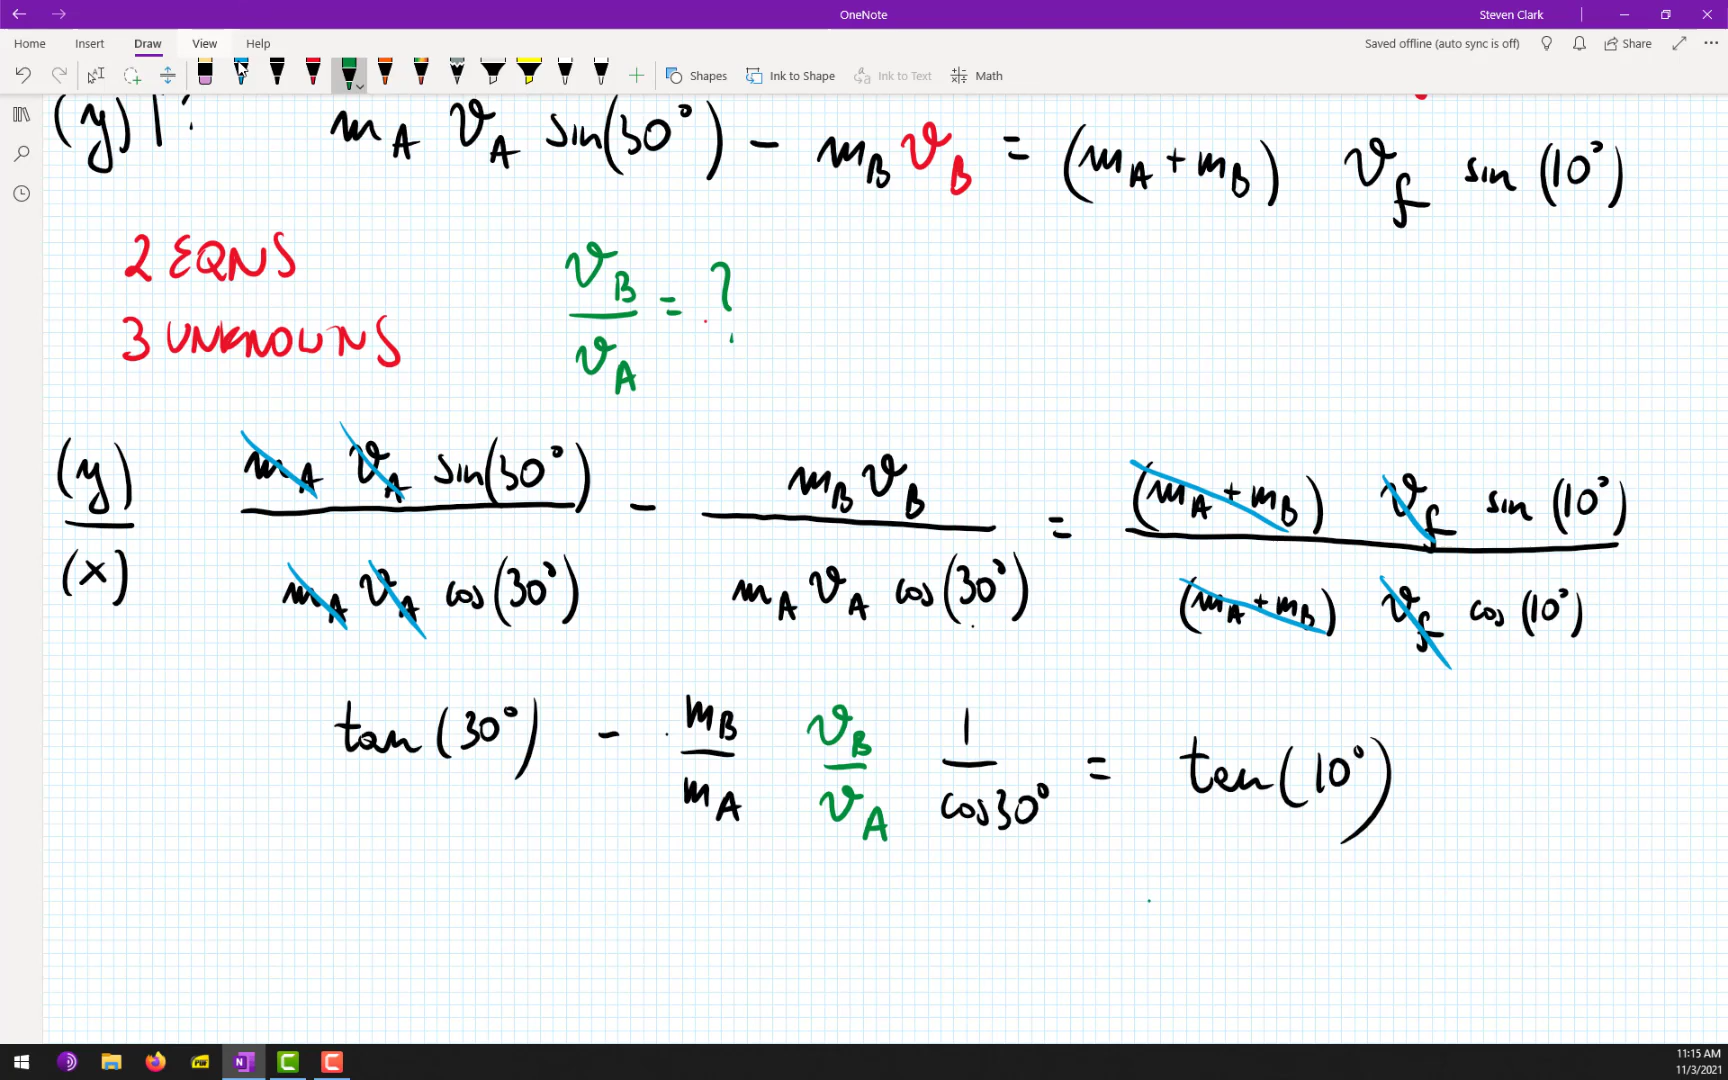 OneNote
Steven Clark
Home Insert Draw View Help
Saved offline (auto sync is off) Share
Shapes Ink to Shape Ink to Text Math
(y) ? m_A v_A sin(30°) - m_B v_B = (m_A + m_B) v_f sin (10°)
2 EQNS
3 UNKNOWNS
v_B / v_A = ?
(y) / (x) m_A v_A sin(30°) / m_A v_A cos(30°) - m_B v_B / m_A v_A cos(30°) = (m_A + m_B) v_f sin (10°) / (m_A + m_B) v_f cos (10°)
tan(30°) - m_B / m_A v_B / v_A 1 / cos30° = tan(10°)
11:15 AM
11/3/2021